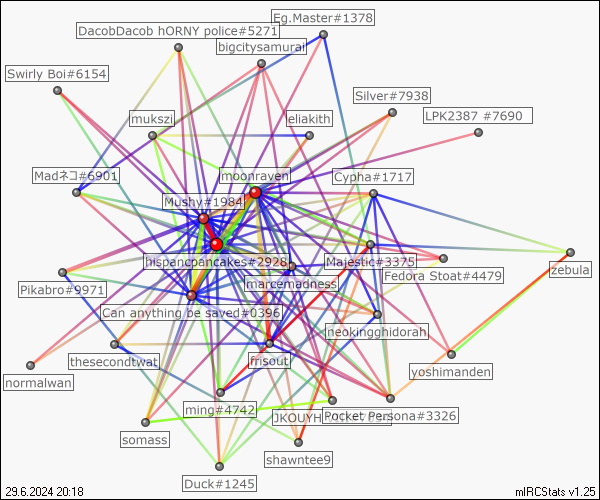 Eg.Master#1378
DacobDacob hORNY police#5271
bigcitysamurai
Swirly Boi#6154
Silver#7938
LPK2387 #7690
mukszi
eliakith
Madネコ#6901
moonraven
Cypha#1717
Mushy#1984
hispancpancakes#2928
Majestic#3375
Fedora Stoat#4479
zebula
Pikabro#9971
marcemadness
Can anything be saved#0396
neokingghidorah
thesecondtwat
frisout
yoshimanden
normalwan
ming#4742
Pocket Persona#3326
somass
shawntee9
Duck#1245
29.6.2024 20:18
mIRCStats v1.25